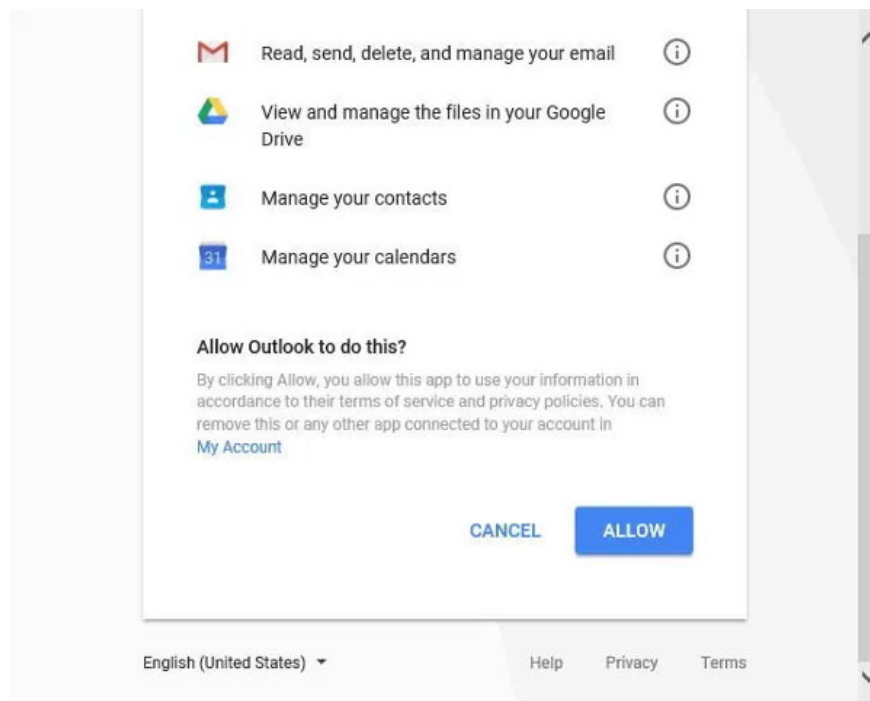 Read, send, delete, and manage your email
View and manage the files in your Google
Drive
Manage your contacts
31
Manage your calendars
Allow Outlook to do this?
By clicking Allow, you allow this app to use your information in
accordance to their terms of service and privacy policies. You can
remove this or any other app connected to your account in
My Account
CANCEL
ALLOW
English (United States)
Help
Privacy
Terms